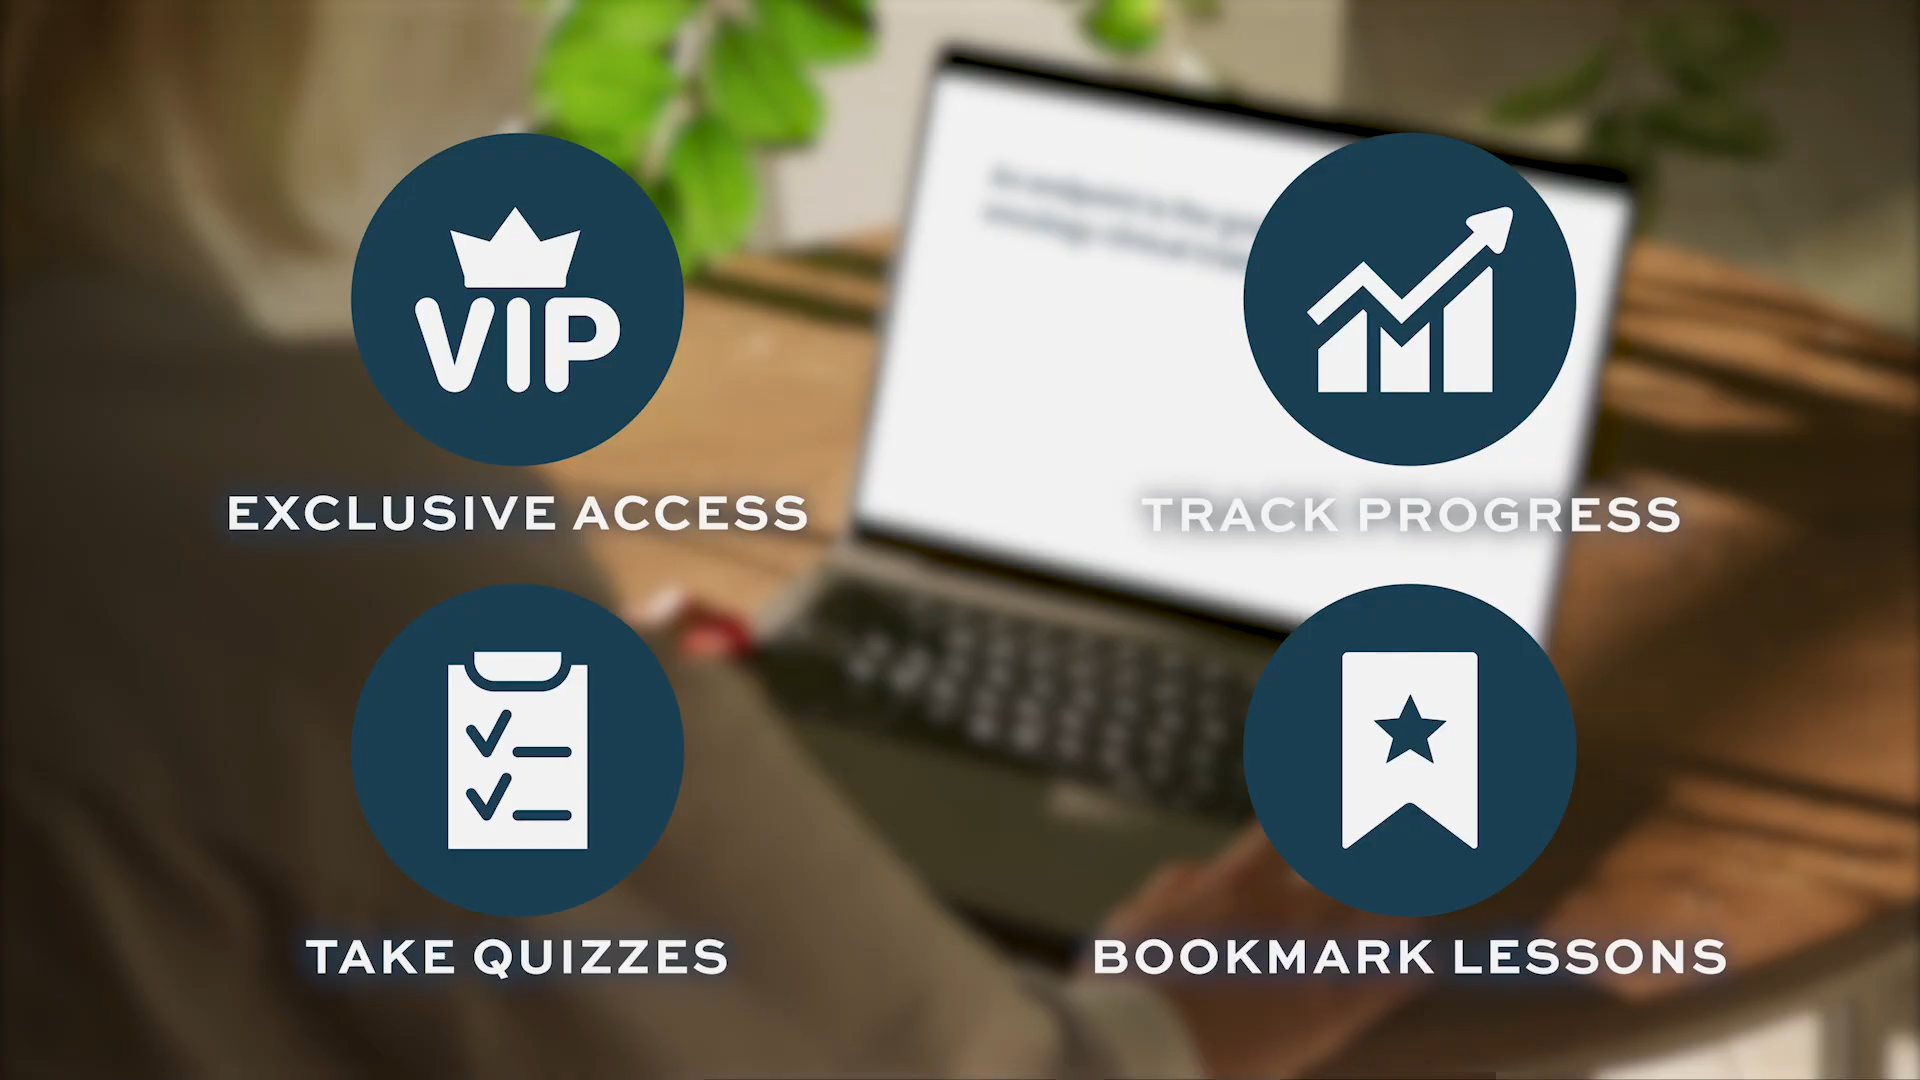 VIP
EXCLUSIVE ACCESS
TRACK PROGRESS
TAKE QUIZZES
BOOKMARK LESSONS